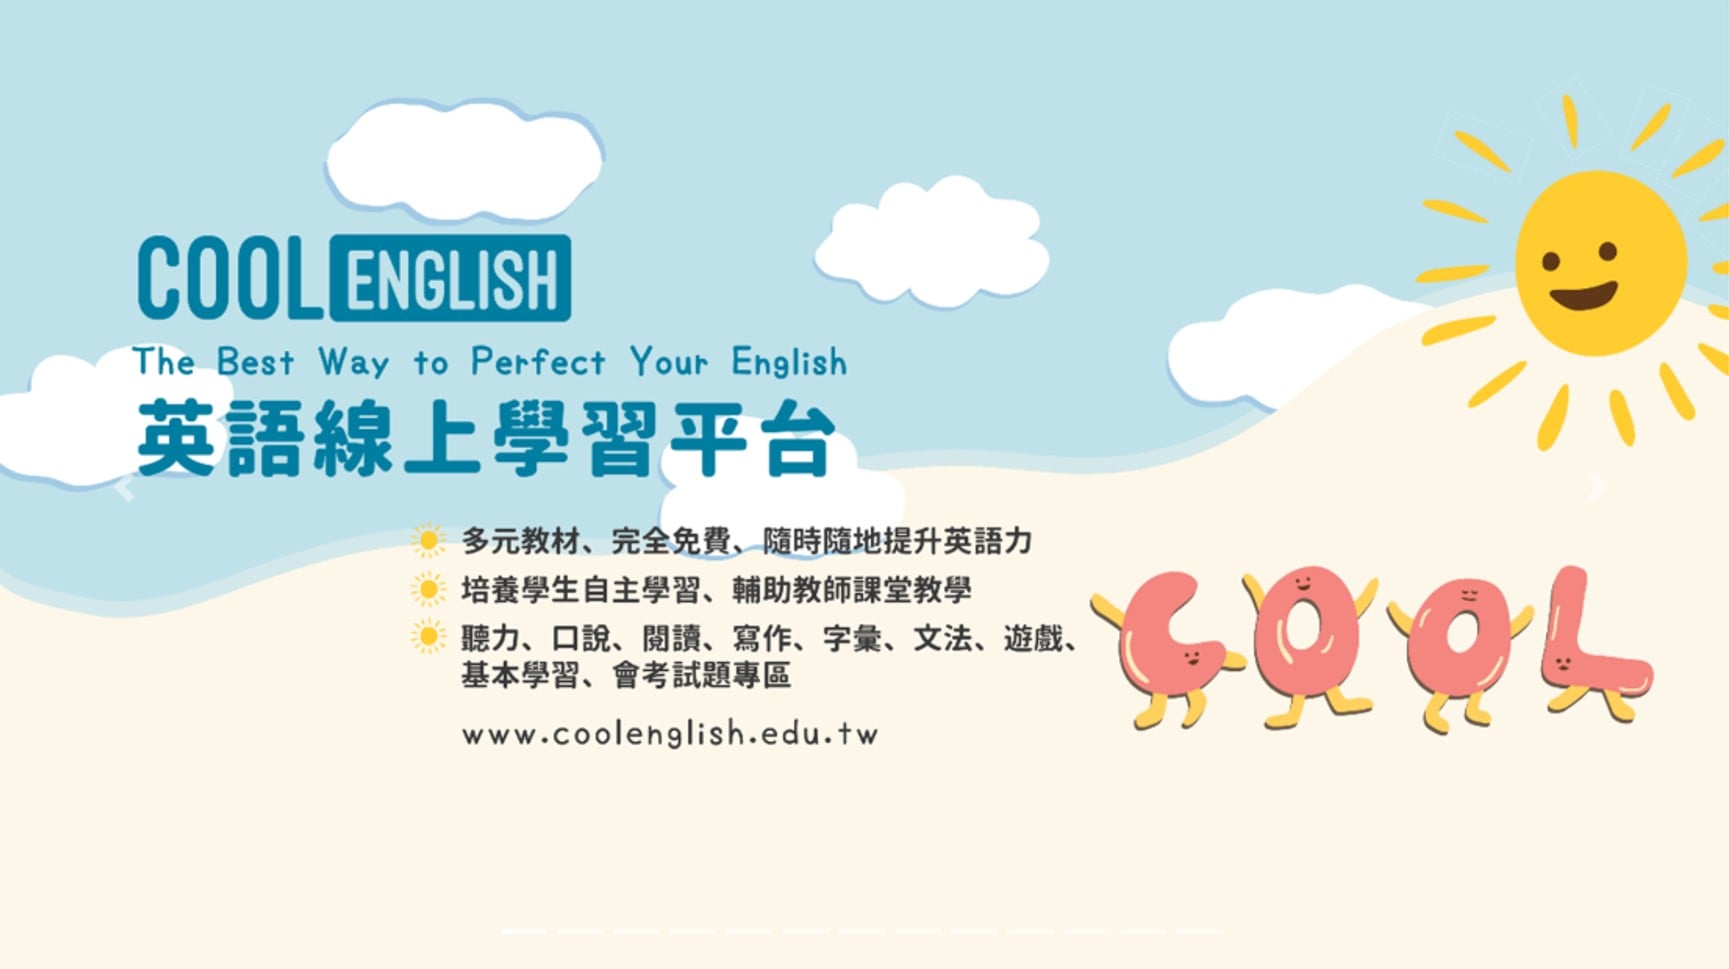 COOL ENGLISH
The Best Way to Perfect Your English
英語線上學習平台
多元教材、完全免費、隨時隨地提升英語力
培養學生自主學習、輔助教師課堂教學
聽力、口說、閱讀、寫作、字彙、文法、遊戲、
基本學習、會考試題專區
www.coolenglish.edu.tw
COOL